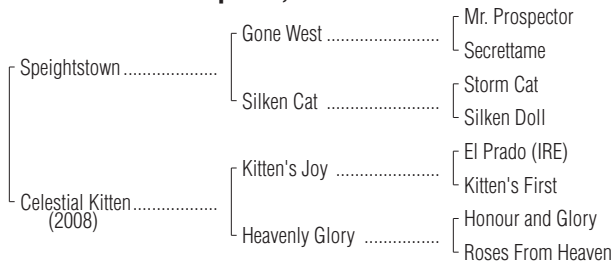 Mr. Prospector
Gone West ........................
Secrettame
Speightstown ....................
Storm Cat
Silken Cat ........................
Silken Doll
El Prado (IRE)
Kitten's Joy ......................
Kitten's First
Celestial Kitten ..................
(2008)
Honour and Glory
Heavenly Glory ................
Roses From Heaven